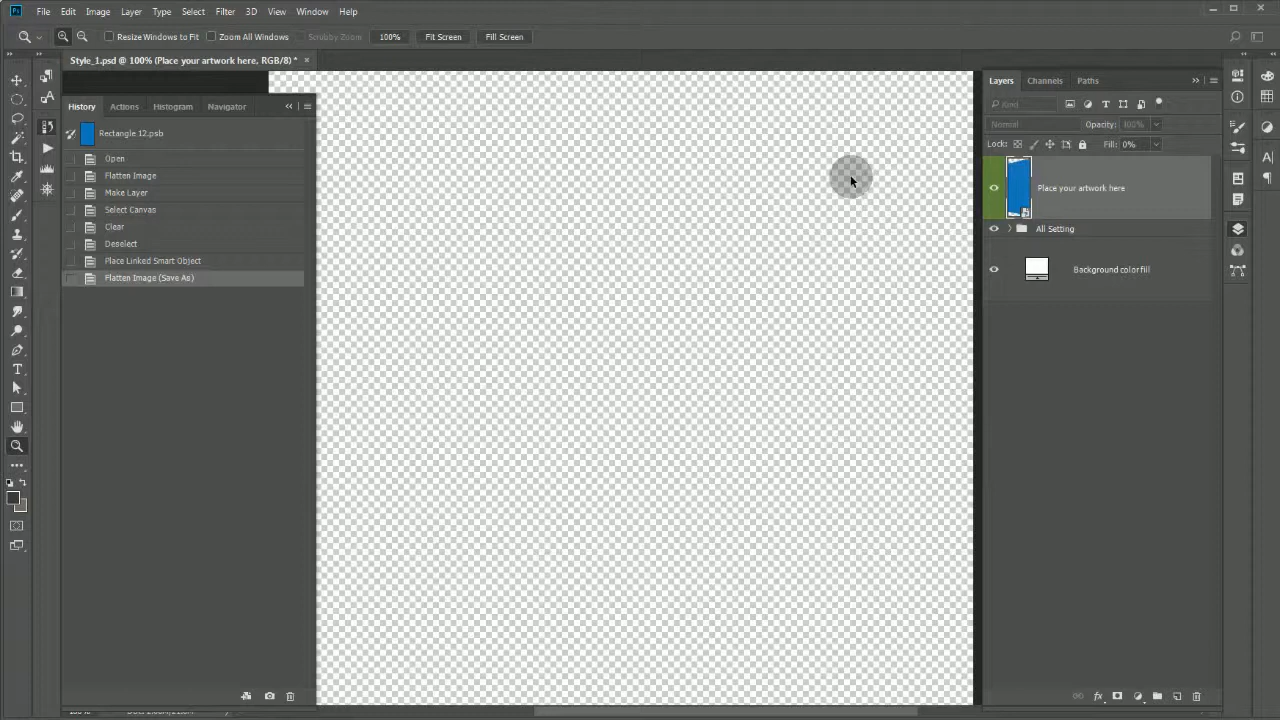 Ps File Edit Image Layer Type Select Filter 3D View Window Help
Resize Windows to Fit Zoom All Windows Scrubby Zoom 100% Fit Screen Fill Screen
Style_1.psd @ 100% (Place your artwork here, RGB/8) *
History Actions Histogram Navigator
Rectangle 12.psb
Open
Flatten Image
Make Layer
Select Canvas
Clear
Deselect
Place Linked Smart Object
Flatten Image (Save As)
Layers Channels Paths
Kind
Normal Opacity: 100%
Lock: Fill: 0%
Place your artwork here
All Setting
Background color fill
fx